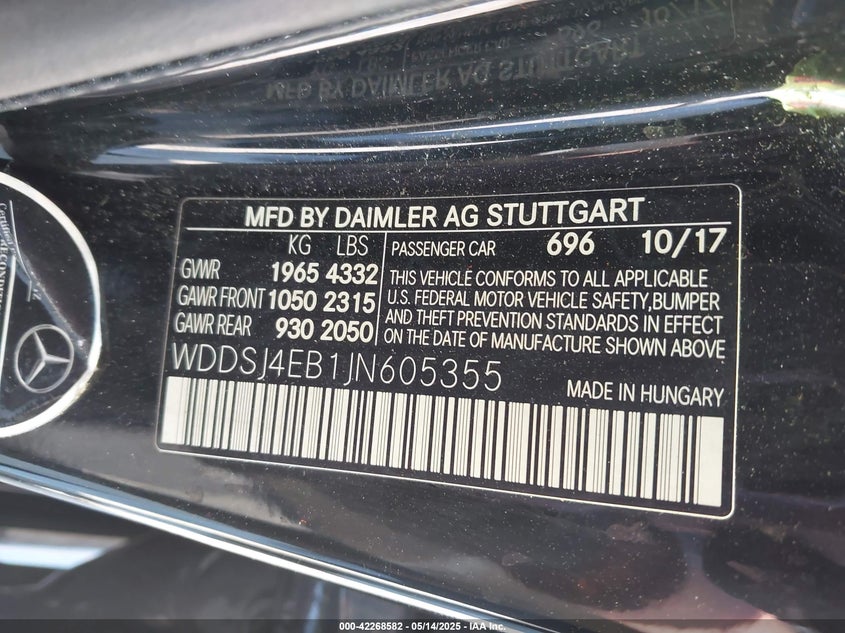 MFD BY DAIMLER AG STUTTGART
KG LBS
GVWR 1965 4332
GAWR FRONT 1050 2315
GAWR REAR 930 2050
PASSENGER CAR 696 10/17
THIS VEHICLE CONFORMS TO ALL APPLICABLE
U.S. FEDERAL MOTOR VEHICLE SAFETY, BUMPER
AND THEFT PREVENTION STANDARDS IN EFFECT
ON THE DATE OF MANUFACTURE SHOWN ABOVE
WDDSJ4EB1JN605355
MADE IN HUNGARY
Certified
000-42268582 - 05/14/2025 - IAA Inc.